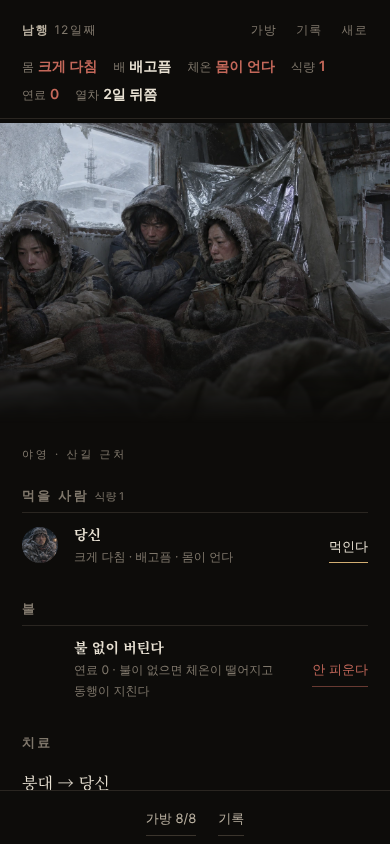 남행 12일째 가방 기록 새로
몸 크게 다침 배 배고픔 체온 몸이 언다 식량 1
연료 0 열차 2일 뒤쯤
야영 · 산길 근처
먹을 사람 식량 1
당신
크게 다침 · 배고픔 · 몸이 언다
먹인다
불
불 없이 버틴다
연료 0 · 불이 없으면 체온이 떨어지고
동행이 지친다
안 피운다
치료
붕대 → 당신
가방 8/8 기록